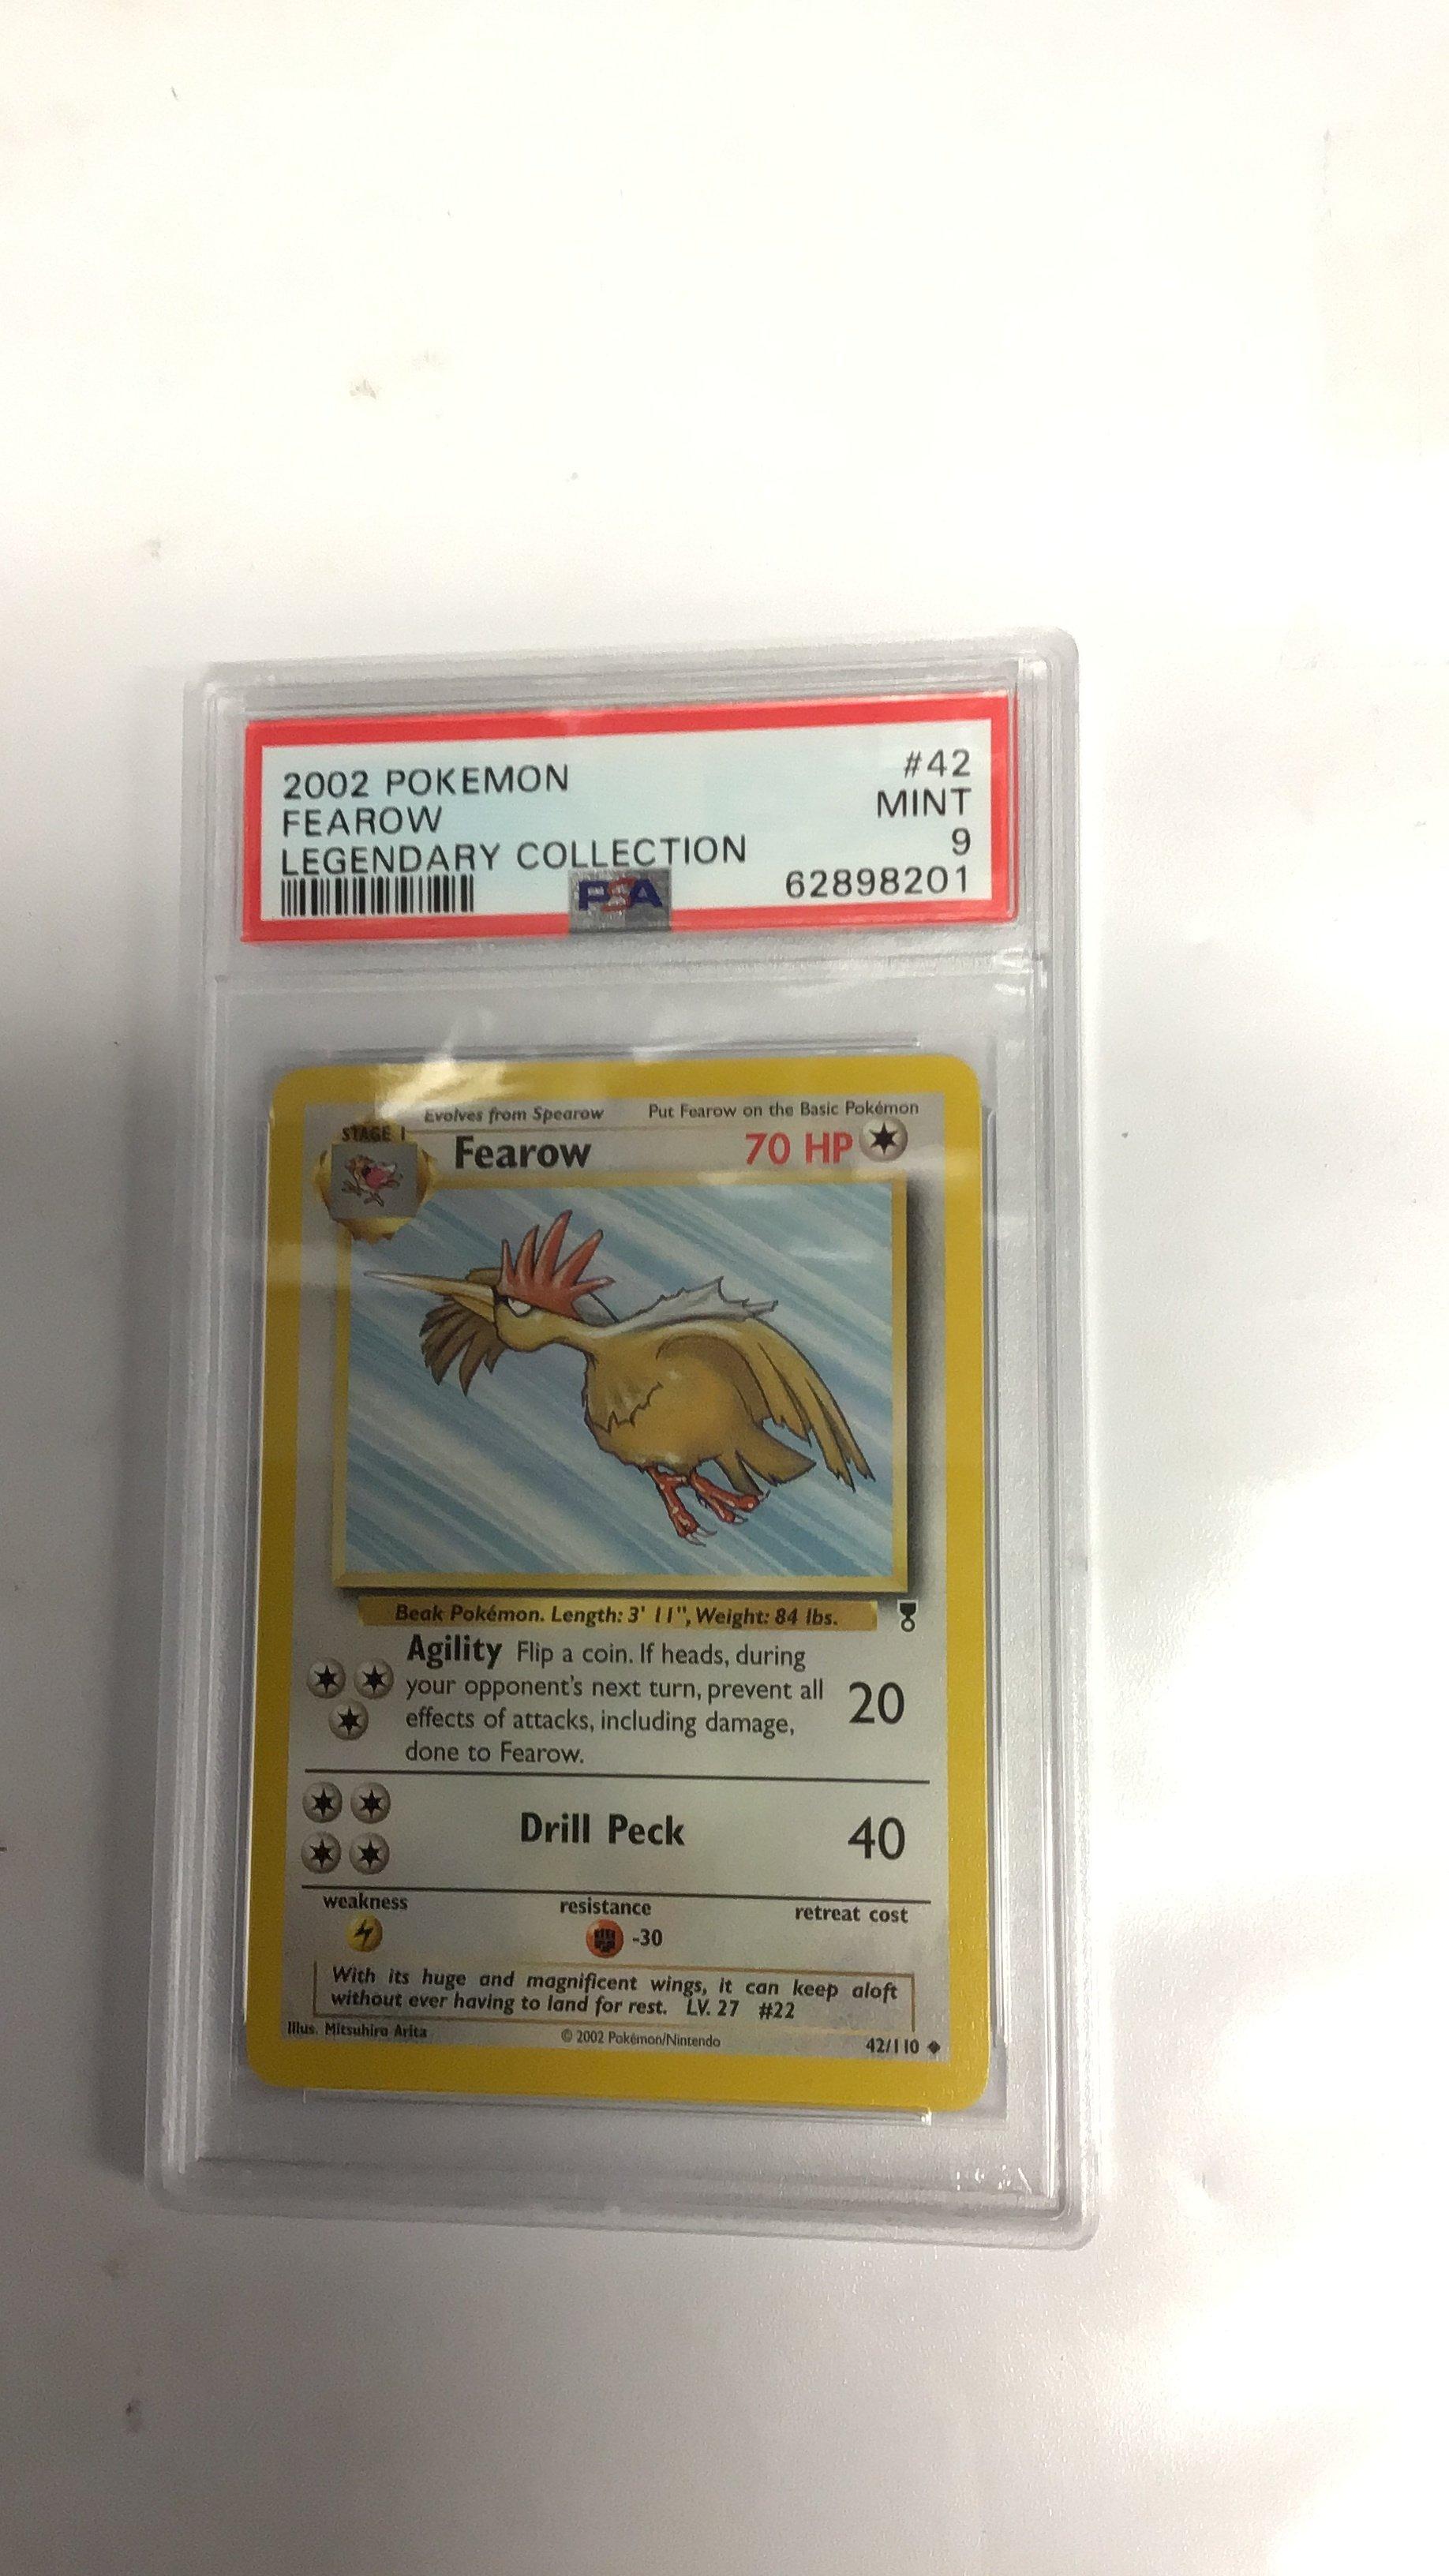 2002 POKEMON #42
FEAROW MINT
LEGENDARY COLLECTION 9
PSA 62898201
Evolves from Spearow Put Fearow on the Basic Pokémon
STAGE 1
Fearow 70 HP
Beak Pokémon. Length: 3' 11", Weight: 84 lbs.
Agility Flip a coin. If heads, during
your opponent's next turn, prevent all
effects of attacks, including damage,
done to Fearow.
20
Drill Peck 40
weakness resistance retreat cost
-30
With its huge and magnificent wings, it can keep aloft
without ever having to land for rest. LV. 27 #22
Illus. Mitsuhiro Arita © 2002 Pokémon/Nintendo 42/110